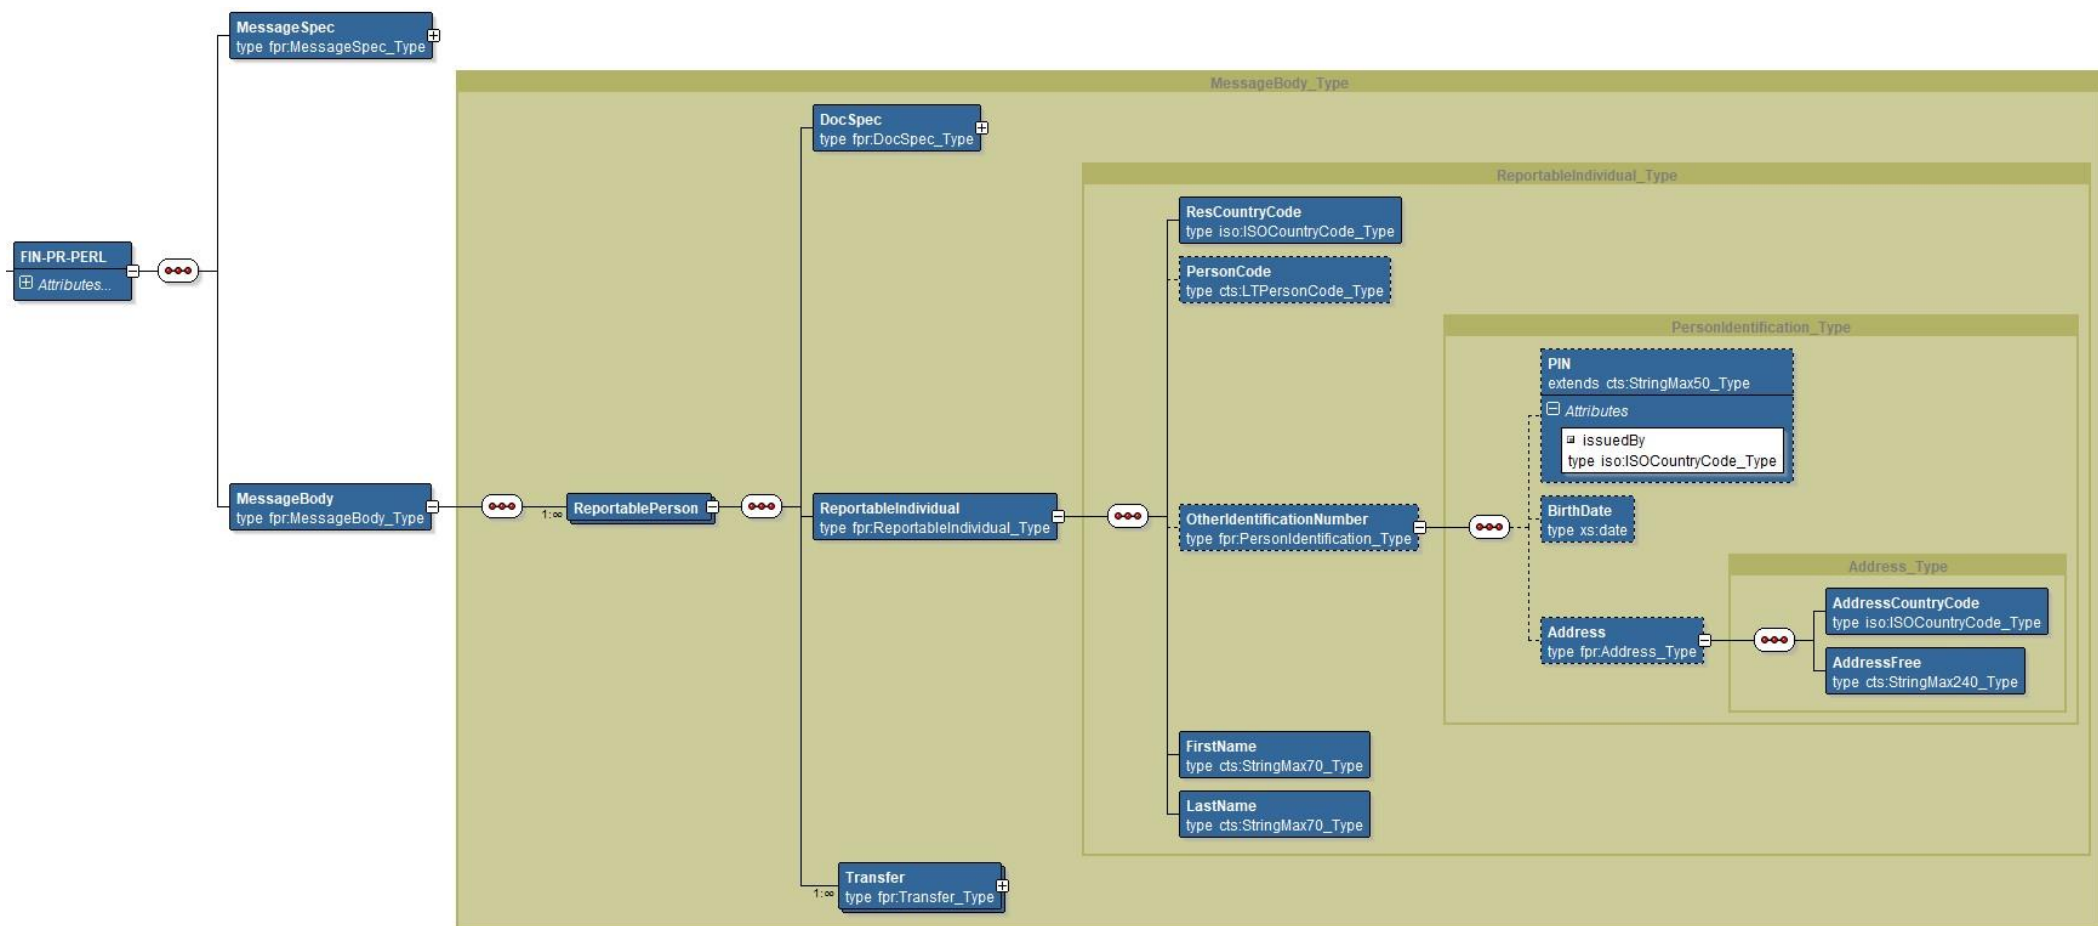 MessageSpec
type fpr:MessageSpec_Type
MessageBody_Type
DocSpec
type fpr:DocSpec_Type
ReportableIndividual_Type
ResCountryCode
type iso:ISOCountryCode_Type
FIN-PR-PERL
Attributes...
PersonCode
type cts:LTPersonCode_Type
PersonIdentification_Type
PIN
extends cts:StringMax50_Type
Attributes
issuedBy
type iso:ISOCountryCode_Type
MessageBody
type fpr:MessageBody_Type
1:∞
ReportablePerson
ReportableIndividual
type fpr:ReportableIndividual_Type
OtherIdentificationNumber
type fpr:PersonIdentification_Type
BirthDate
type xs:date
Address_Type
AddressCountryCode
type iso:ISOCountryCode_Type
Address
type fpr:Address_Type
AddressFree
type cts:StringMax240_Type
FirstName
type cts:StringMax70_Type
LastName
type cts:StringMax70_Type
1:∞
Transfer
type fpr:Transfer_Type